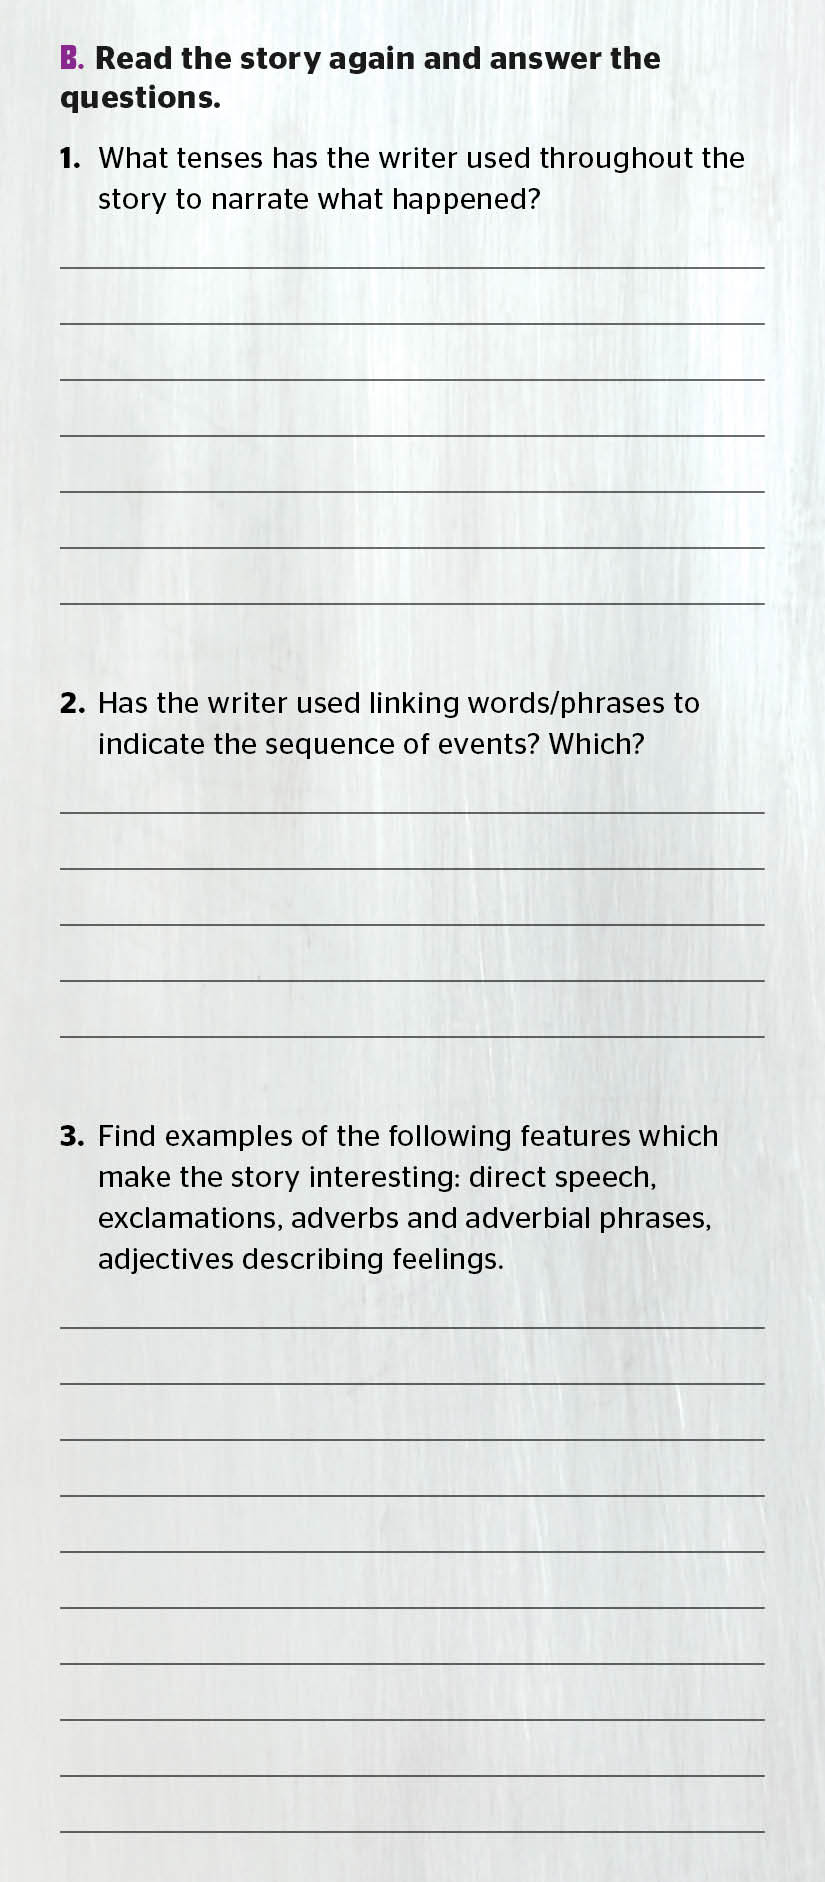 B. Read the story again and answer the
questions.
1. What tenses has the writer used throughout the
story to narrate what happened?
2. Has the writer used linking words/phrases to
indicate the sequence of events? Which?
3. Find examples of the following features which
make the story interesting: direct speech,
exclamations, adverbs and adverbial phrases,
adjectives describing feelings.